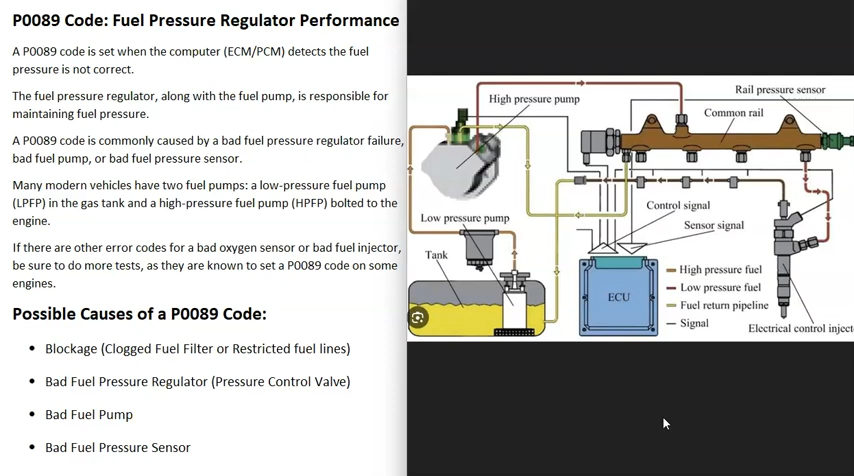 P0089 Code: Fuel Pressure Regulator Performance
A P0089 code is set when the computer (ECM/PCM) detects the fuel
pressure is not correct.
The fuel pressure regulator, along with the fuel pump, is responsible for
maintaining fuel pressure.
A P0089 code is commonly caused by a bad fuel pressure regulator failure,
bad fuel pump, or bad fuel pressure sensor.
Many modern vehicles have two fuel pumps: a low-pressure fuel pump
(LPFP) in the gas tank and a high-pressure fuel pump (HPFP) bolted to the
engine.
If there are other error codes for a bad oxygen sensor or bad fuel injector,
be sure to do more tests, as they are known to set a P0089 code on some
engines.
Possible Causes of a P0089 Code:
Blockage (Clogged Fuel Filter or Restricted fuel lines)
Bad Fuel Pressure Regulator (Pressure Control Valve)
Bad Fuel Pump
Bad Fuel Pressure Sensor
Rail pressure sensor
High pressure pump
Common rail
Control signal
Low pressure pump
Sensor signal
Tank
High pressure fuel
Low pressure fuel
ECU
Fuel return pipeline
Signal
Electrical control injecto